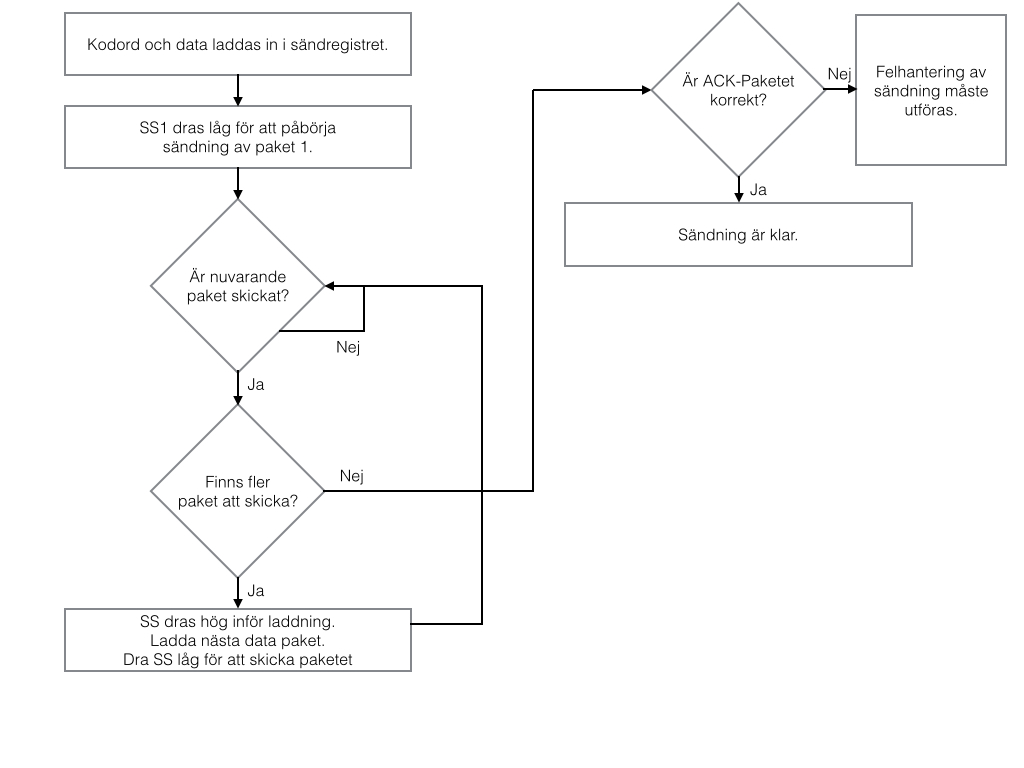 Kodord och data laddas in i sändregistret.
SS1 dras låg för att påbörja
sändning av paket 1.
Är nuvarande
paket skickat?
Nej
Ja
Finns fler
paket att skicka?
Nej
Ja
SS dras hög inför laddning.
Ladda nästa data paket.
Dra SS låg för att skicka paketet
Är ACK-Paketet
korrekt?
Nej
Felhantering av
sändning måste
utföras.
Ja
Sändning är klar.